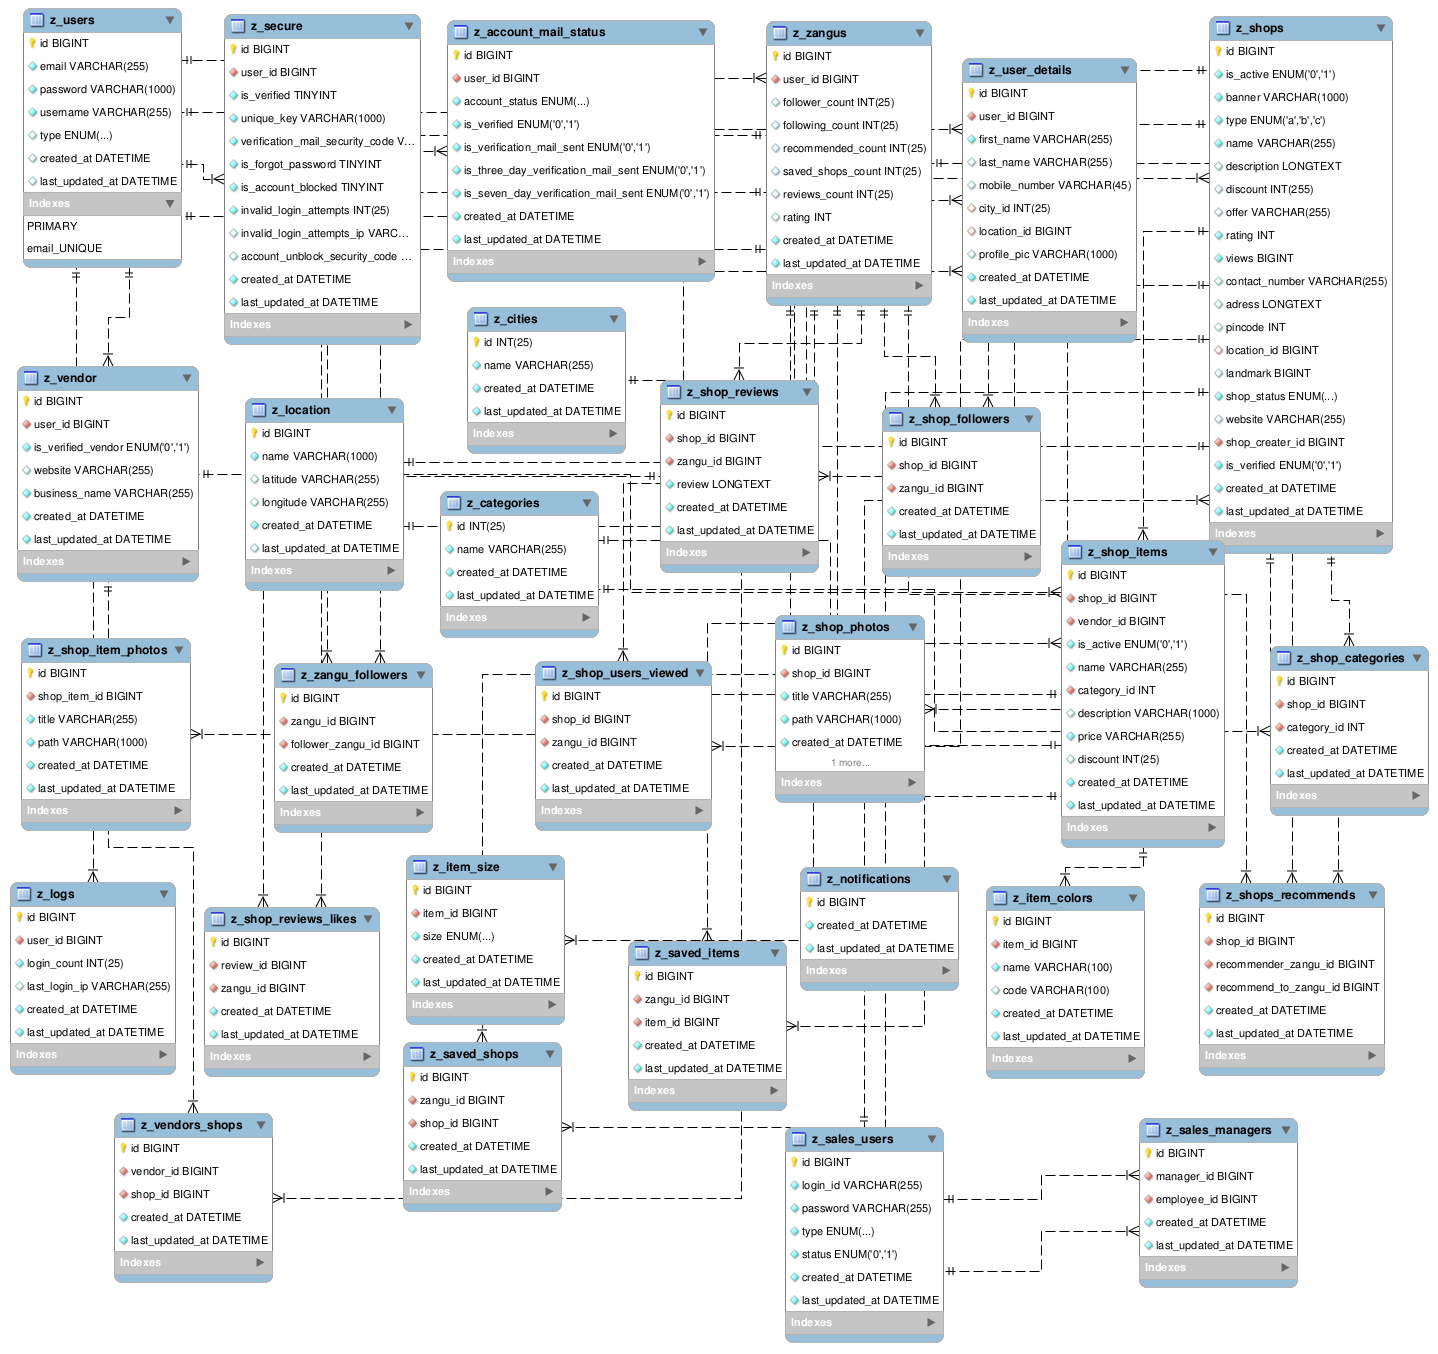 z_users
id BIGINT
email VARCHAR(255)
password VARCHAR(1000)
username VARCHAR(255)
type ENUM(...)
created_at DATETIME
last_updated_at DATETIME
Indexes
PRIMARY
email_UNIQUE
z_secure
id BIGINT
user_id BIGINT
is_verified TINYINT
unique_key VARCHAR(1000)
verification_mail_security_code V...
is_forgot_password TINYINT
is_account_blocked TINYINT
invalid_login_attempts INT(25)
invalid_login_attempts_ip VARC...
account_unblock_security_code ...
created_at DATETIME
last_updated_at DATETIME
Indexes
z_account_mail_status
id BIGINT
user_id BIGINT
account_status ENUM(...)
is_verified ENUM('0','1')
is_verification_mail_sent ENUM('0','1')
is_three_day_verification_mail_sent ENUM('0','1')
is_seven_day_verification_mail_sent ENUM('0','1')
created_at DATETIME
last_updated_at DATETIME
Indexes
z_zangus
id BIGINT
user_id BIGINT
follower_count INT(25)
following_count INT(25)
recommended_count INT(25)
saved_shops_count INT(25)
reviews_count INT(25)
rating INT
created_at DATETIME
last_updated_at DATETIME
Indexes
z_user_details
id BIGINT
user_id BIGINT
first_name VARCHAR(255)
last_name VARCHAR(255)
mobile_number VARCHAR(45)
city_id INT(25)
location_id BIGINT
profile_pic VARCHAR(1000)
created_at DATETIME
last_updated_at DATETIME
Indexes
z_shops
id BIGINT
is_active ENUM('0','1')
banner VARCHAR(1000)
type ENUM('a','b','c')
name VARCHAR(255)
description LONGTEXT
discount INT(255)
offer VARCHAR(255)
rating INT
views BIGINT
contact_number VARCHAR(255)
adress LONGTEXT
pincode INT
location_id BIGINT
landmark BIGINT
shop_status ENUM(...)
website VARCHAR(255)
shop_creater_id BIGINT
is_verified ENUM('0','1')
created_at DATETIME
last_updated_at DATETIME
Indexes
z_vendor
id BIGINT
user_id BIGINT
is_verified_vendor ENUM('0','1')
website VARCHAR(255)
business_name VARCHAR(255)
created_at DATETIME
last_updated_at DATETIME
Indexes
z_location
id BIGINT
name VARCHAR(1000)
latitude VARCHAR(255)
longitude VARCHAR(255)
created_at DATETIME
last_updated_at DATETIME
Indexes
z_cities
id INT(25)
name VARCHAR(255)
created_at DATETIME
last_updated_at DATETIME
Indexes
z_categories
id INT(25)
name VARCHAR(255)
created_at DATETIME
last_updated_at DATETIME
Indexes
z_shop_reviews
id BIGINT
shop_id BIGINT
zangu_id BIGINT
review LONGTEXT
created_at DATETIME
last_updated_at DATETIME
Indexes
z_shop_followers
id BIGINT
shop_id BIGINT
zangu_id BIGINT
created_at DATETIME
last_updated_at DATETIME
Indexes
z_shop_items
id BIGINT
shop_id BIGINT
vendor_id BIGINT
is_active ENUM('0','1')
name VARCHAR(255)
category_id INT
description VARCHAR(1000)
price VARCHAR(255)
discount INT(25)
created_at DATETIME
last_updated_at DATETIME
Indexes
z_shop_item_photos
id BIGINT
shop_item_id BIGINT
title VARCHAR(255)
path VARCHAR(1000)
created_at DATETIME
last_updated_at DATETIME
Indexes
z_zangu_followers
id BIGINT
zangu_id BIGINT
follower_zangu_id BIGINT
created_at DATETIME
last_updated_at DATETIME
Indexes
z_shop_users_viewed
id BIGINT
shop_id BIGINT
zangu_id BIGINT
created_at DATETIME
last_updated_at DATETIME
Indexes
z_shop_photos
id BIGINT
shop_id BIGINT
title VARCHAR(255)
path VARCHAR(1000)
created_at DATETIME
1 more...
Indexes
z_shop_categories
id BIGINT
shop_id BIGINT
category_id INT
created_at DATETIME
last_updated_at DATETIME
Indexes
z_logs
id BIGINT
user_id BIGINT
login_count INT(25)
last_login_ip VARCHAR(255)
created_at DATETIME
last_updated_at DATETIME
Indexes
z_shop_reviews_likes
id BIGINT
review_id BIGINT
zangu_id BIGINT
created_at DATETIME
last_updated_at DATETIME
Indexes
z_item_size
id BIGINT
item_id BIGINT
size ENUM(...)
created_at DATETIME
last_updated_at DATETIME
Indexes
z_saved_items
id BIGINT
zangu_id BIGINT
item_id BIGINT
created_at DATETIME
last_updated_at DATETIME
Indexes
z_notifications
id BIGINT
created_at DATETIME
last_updated_at DATETIME
Indexes
z_item_colors
id BIGINT
item_id BIGINT
name VARCHAR(100)
code VARCHAR(100)
created_at DATETIME
last_updated_at DATETIME
Indexes
z_shops_recommends
id BIGINT
shop_id BIGINT
recommender_zangu_id BIGINT
recommend_to_zangu_id BIGINT
created_at DATETIME
last_updated_at DATETIME
Indexes
z_vendors_shops
id BIGINT
vendor_id BIGINT
shop_id BIGINT
created_at DATETIME
last_updated_at DATETIME
Indexes
z_saved_shops
id BIGINT
zangu_id BIGINT
shop_id BIGINT
created_at DATETIME
last_updated_at DATETIME
Indexes
z_sales_users
id BIGINT
login_id VARCHAR(255)
password VARCHAR(255)
type ENUM(...)
status ENUM('0','1')
created_at DATETIME
last_updated_at DATETIME
Indexes
z_sales_managers
id BIGINT
manager_id BIGINT
employee_id BIGINT
created_at DATETIME
last_updated_at DATETIME
Indexes